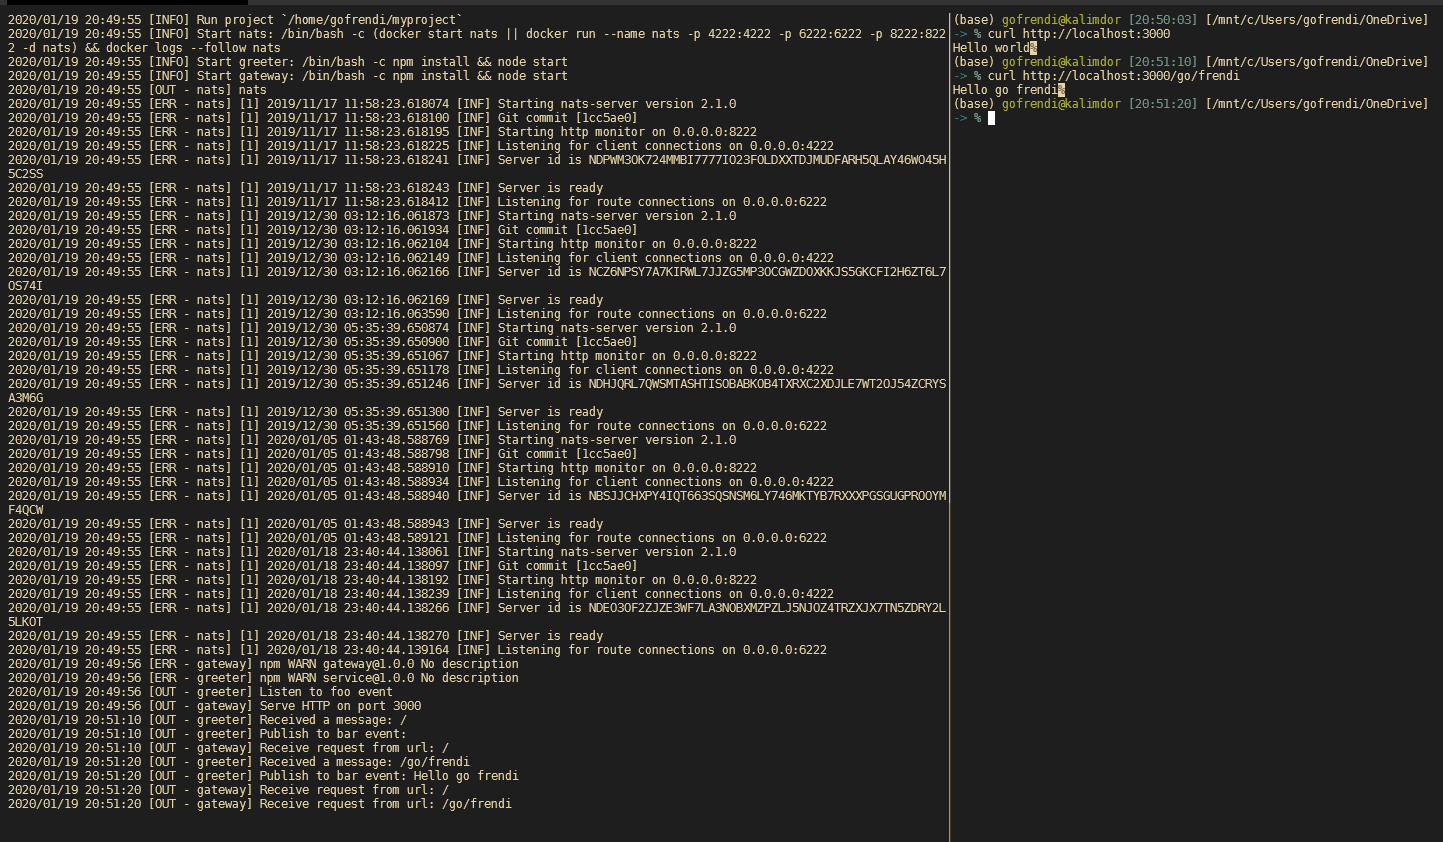 2020/01/19 20:49:55 [INFO] Run project `/home/gofrendi/myproject`
2020/01/19 20:49:55 [INFO] Start nats: /bin/bash -c (docker start nats || docker run --name nats -p 4222:4222 -p 6222:6222 -p 8222:822
2 -d nats) && docker logs --follow nats
2020/01/19 20:49:55 [INFO] Start greeter: /bin/bash -c npm install && node start
2020/01/19 20:49:55 [INFO] Start gateway: /bin/bash -c npm install && node start
2020/01/19 20:49:55 [OUT - nats] nats
2020/01/19 20:49:55 [ERR - nats] [1] 2019/11/17 11:58:23.618074 [INF] Starting nats-server version 2.1.0
2020/01/19 20:49:55 [ERR - nats] [1] 2019/11/17 11:58:23.618100 [INF] Git commit [1cc5ae0]
2020/01/19 20:49:55 [ERR - nats] [1] 2019/11/17 11:58:23.618195 [INF] Starting http monitor on 0.0.0.0:8222
2020/01/19 20:49:55 [ERR - nats] [1] 2019/11/17 11:58:23.618225 [INF] Listening for client connections on 0.0.0.0:4222
2020/01/19 20:49:55 [ERR - nats] [1] 2019/11/17 11:58:23.618241 [INF] Server id is NDPWM3OK724MMBI7777IO23FOLDXXTDJMUDFARH5QLAY46WO45H
5C2SS
2020/01/19 20:49:55 [ERR - nats] [1] 2019/11/17 11:58:23.618243 [INF] Server is ready
2020/01/19 20:49:55 [ERR - nats] [1] 2019/11/17 11:58:23.618412 [INF] Listening for route connections on 0.0.0.0:6222
2020/01/19 20:49:55 [ERR - nats] [1] 2019/12/30 03:12:16.061873 [INF] Starting nats-server version 2.1.0
2020/01/19 20:49:55 [ERR - nats] [1] 2019/12/30 03:12:16.061934 [INF] Git commit [1cc5ae0]
2020/01/19 20:49:55 [ERR - nats] [1] 2019/12/30 03:12:16.062104 [INF] Starting http monitor on 0.0.0.0:8222
2020/01/19 20:49:55 [ERR - nats] [1] 2019/12/30 03:12:16.062149 [INF] Listening for client connections on 0.0.0.0:4222
2020/01/19 20:49:55 [ERR - nats] [1] 2019/12/30 03:12:16.062166 [INF] Server id is NCZ6NPSY7A7KIRWL7JJZG5MP3OCGWZDOXKKJS5GKCFI2H6ZT6L7
OS74I
2020/01/19 20:49:55 [ERR - nats] [1] 2019/12/30 03:12:16.062169 [INF] Server is ready
2020/01/19 20:49:55 [ERR - nats] [1] 2019/12/30 03:12:16.063590 [INF] Listening for route connections on 0.0.0.0:6222
2020/01/19 20:49:55 [ERR - nats] [1] 2019/12/30 05:35:39.650874 [INF] Starting nats-server version 2.1.0
2020/01/19 20:49:55 [ERR - nats] [1] 2019/12/30 05:35:39.650900 [INF] Git commit [1cc5ae0]
2020/01/19 20:49:55 [ERR - nats] [1] 2019/12/30 05:35:39.651067 [INF] Starting http monitor on 0.0.0.0:8222
2020/01/19 20:49:55 [ERR - nats] [1] 2019/12/30 05:35:39.651178 [INF] Listening for client connections on 0.0.0.0:4222
2020/01/19 20:49:55 [ERR - nats] [1] 2019/12/30 05:35:39.651246 [INF] Server id is NDHJQRL7QWSMTASHTISOBABKOB4TXRXC2XDJLE7WT2OJ54ZCRYS
A3M6G
2020/01/19 20:49:55 [ERR - nats] [1] 2019/12/30 05:35:39.651300 [INF] Server is ready
2020/01/19 20:49:55 [ERR - nats] [1] 2019/12/30 05:35:39.651560 [INF] Listening for route connections on 0.0.0.0:6222
2020/01/19 20:49:55 [ERR - nats] [1] 2020/01/05 01:43:48.588769 [INF] Starting nats-server version 2.1.0
2020/01/19 20:49:55 [ERR - nats] [1] 2020/01/05 01:43:48.588798 [INF] Git commit [1cc5ae0]
2020/01/19 20:49:55 [ERR - nats] [1] 2020/01/05 01:43:48.588910 [INF] Starting http monitor on 0.0.0.0:8222
2020/01/19 20:49:55 [ERR - nats] [1] 2020/01/05 01:43:48.588934 [INF] Listening for client connections on 0.0.0.0:4222
2020/01/19 20:49:55 [ERR - nats] [1] 2020/01/05 01:43:48.588940 [INF] Server id is NBSJJCHXPY4IQT663SQSNSM6LY746MKTYB7RXXXPGSGUGPROOYM
F4QCW
2020/01/19 20:49:55 [ERR - nats] [1] 2020/01/05 01:43:48.588943 [INF] Server is ready
2020/01/19 20:49:55 [ERR - nats] [1] 2020/01/05 01:43:48.589121 [INF] Listening for route connections on 0.0.0.0:6222
2020/01/19 20:49:55 [ERR - nats] [1] 2020/01/18 23:40:44.138061 [INF] Starting nats-server version 2.1.0
2020/01/19 20:49:55 [ERR - nats] [1] 2020/01/18 23:40:44.138097 [INF] Git commit [1cc5ae0]
2020/01/19 20:49:55 [ERR - nats] [1] 2020/01/18 23:40:44.138192 [INF] Starting http monitor on 0.0.0.0:8222
2020/01/19 20:49:55 [ERR - nats] [1] 2020/01/18 23:40:44.138239 [INF] Listening for client connections on 0.0.0.0:4222
2020/01/19 20:49:55 [ERR - nats] [1] 2020/01/18 23:40:44.138266 [INF] Server id is NDEO3OF2ZJZE3WF7LA3NOBXMZPZLJ5NJOZ4TRZXJX7TN5ZDRY2L
5LKOT
2020/01/19 20:49:55 [ERR - nats] [1] 2020/01/18 23:40:44.138270 [INF] Server is ready
2020/01/19 20:49:55 [ERR - nats] [1] 2020/01/18 23:40:44.139164 [INF] Listening for route connections on 0.0.0.0:6222
2020/01/19 20:49:56 [ERR - gateway] npm WARN gateway@1.0.0 No description
2020/01/19 20:49:56 [ERR - greeter] npm WARN service@1.0.0 No description
2020/01/19 20:49:56 [OUT - greeter] Listen to foo event
2020/01/19 20:49:56 [OUT - gateway] Serve HTTP on port 3000
2020/01/19 20:51:10 [OUT - greeter] Received a message: /
2020/01/19 20:51:10 [OUT - greeter] Publish to bar event:
2020/01/19 20:51:10 [OUT - gateway] Receive request from url: /
2020/01/19 20:51:20 [OUT - greeter] Received a message: /go/frendi
2020/01/19 20:51:20 [OUT - greeter] Publish to bar event: Hello go frendi
2020/01/19 20:51:20 [OUT - gateway] Receive request from url: /
2020/01/19 20:51:20 [OUT - gateway] Receive request from url: /go/frendi
(base) gofrendi@kalimdor [20:50:03] [/mnt/c/Users/gofrendi/OneDrive]
-> % curl http://localhost:3000
Hello world%
(base) gofrendi@kalimdor [20:51:10] [/mnt/c/Users/gofrendi/OneDrive]
-> % curl http://localhost:3000/go/frendi
Hello go frendi%
(base) gofrendi@kalimdor [20:51:20] [/mnt/c/Users/gofrendi/OneDrive]
-> %